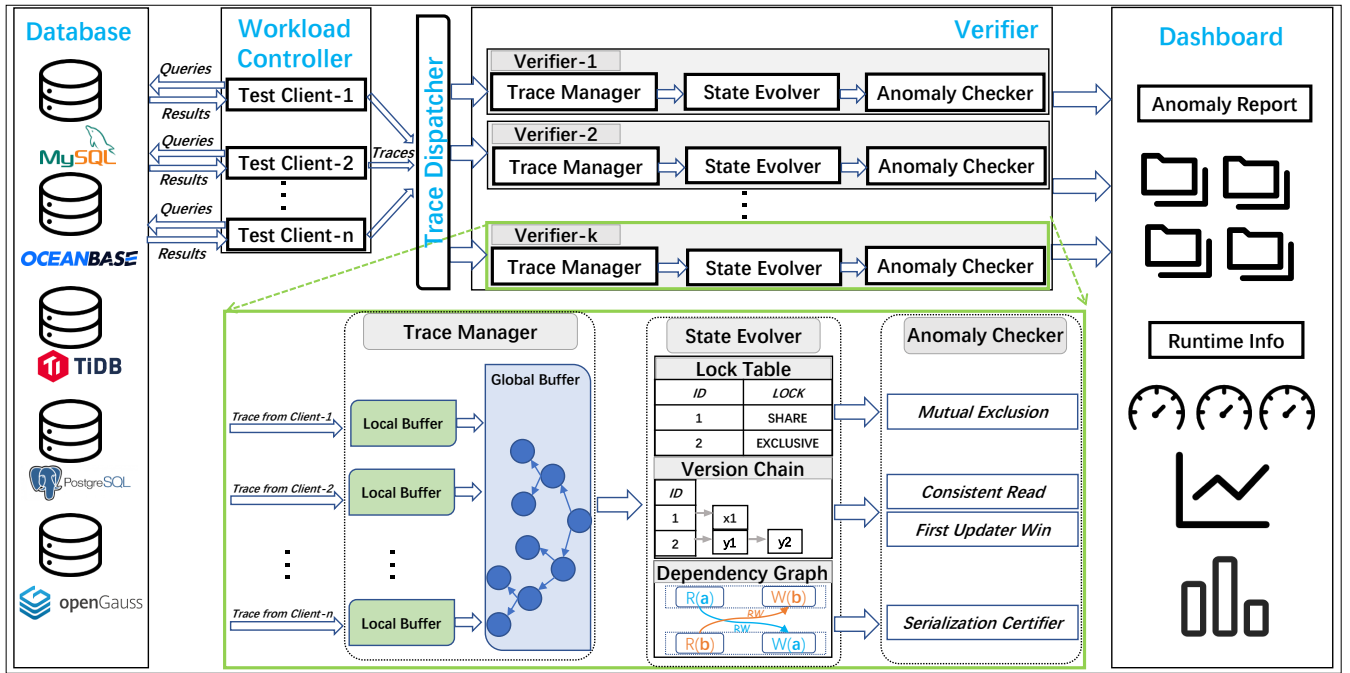 Database
MySQL
OCEANBASE
TiDB
PostgreSQL
openGauss
Workload
Controller
Queries
Results
Test Client-1
Queries
Results
Test Client-2
Queries
Results
Test Client-n
Traces
Trace Dispatcher
Verifier
Verifier-1
Trace Manager
State Evolver
Anomaly Checker
Verifier-2
Trace Manager
State Evolver
Anomaly Checker
Verifier-k
Trace Manager
State Evolver
Anomaly Checker
Dashboard
Anomaly Report
Runtime Info
Trace Manager
Trace from Client-1
Local Buffer
Trace from Client-2
Local Buffer
Trace from Client-n
Local Buffer
Global Buffer
State Evolver
Lock Table
ID LOCK
1 SHARE
2 EXCLUSIVE
Version Chain
ID
1 x1
2 y1 y2
Dependency Graph
R(a) W(b)
RW
RW
R(b) W(a)
Anomaly Checker
Mutual Exclusion
Consistent Read
First Updater Win
Serialization Certifier